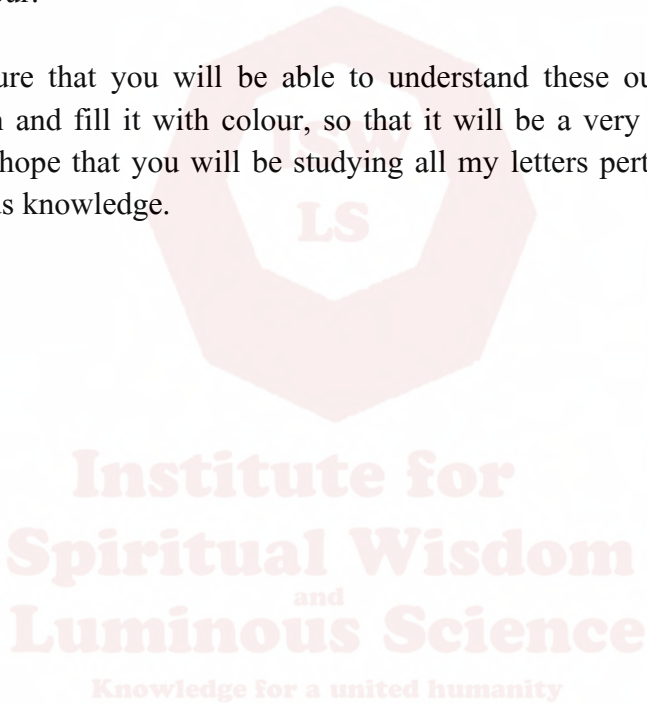 ure that you will be able to understand these ou
and fill it with colour, so that it will be a very
hope that you will be studying all my letters pert
us knowledge.
ISW
LS
Institute for
Spiritual Wisdom
and
Luminous Science
Knowledge for a united humanity